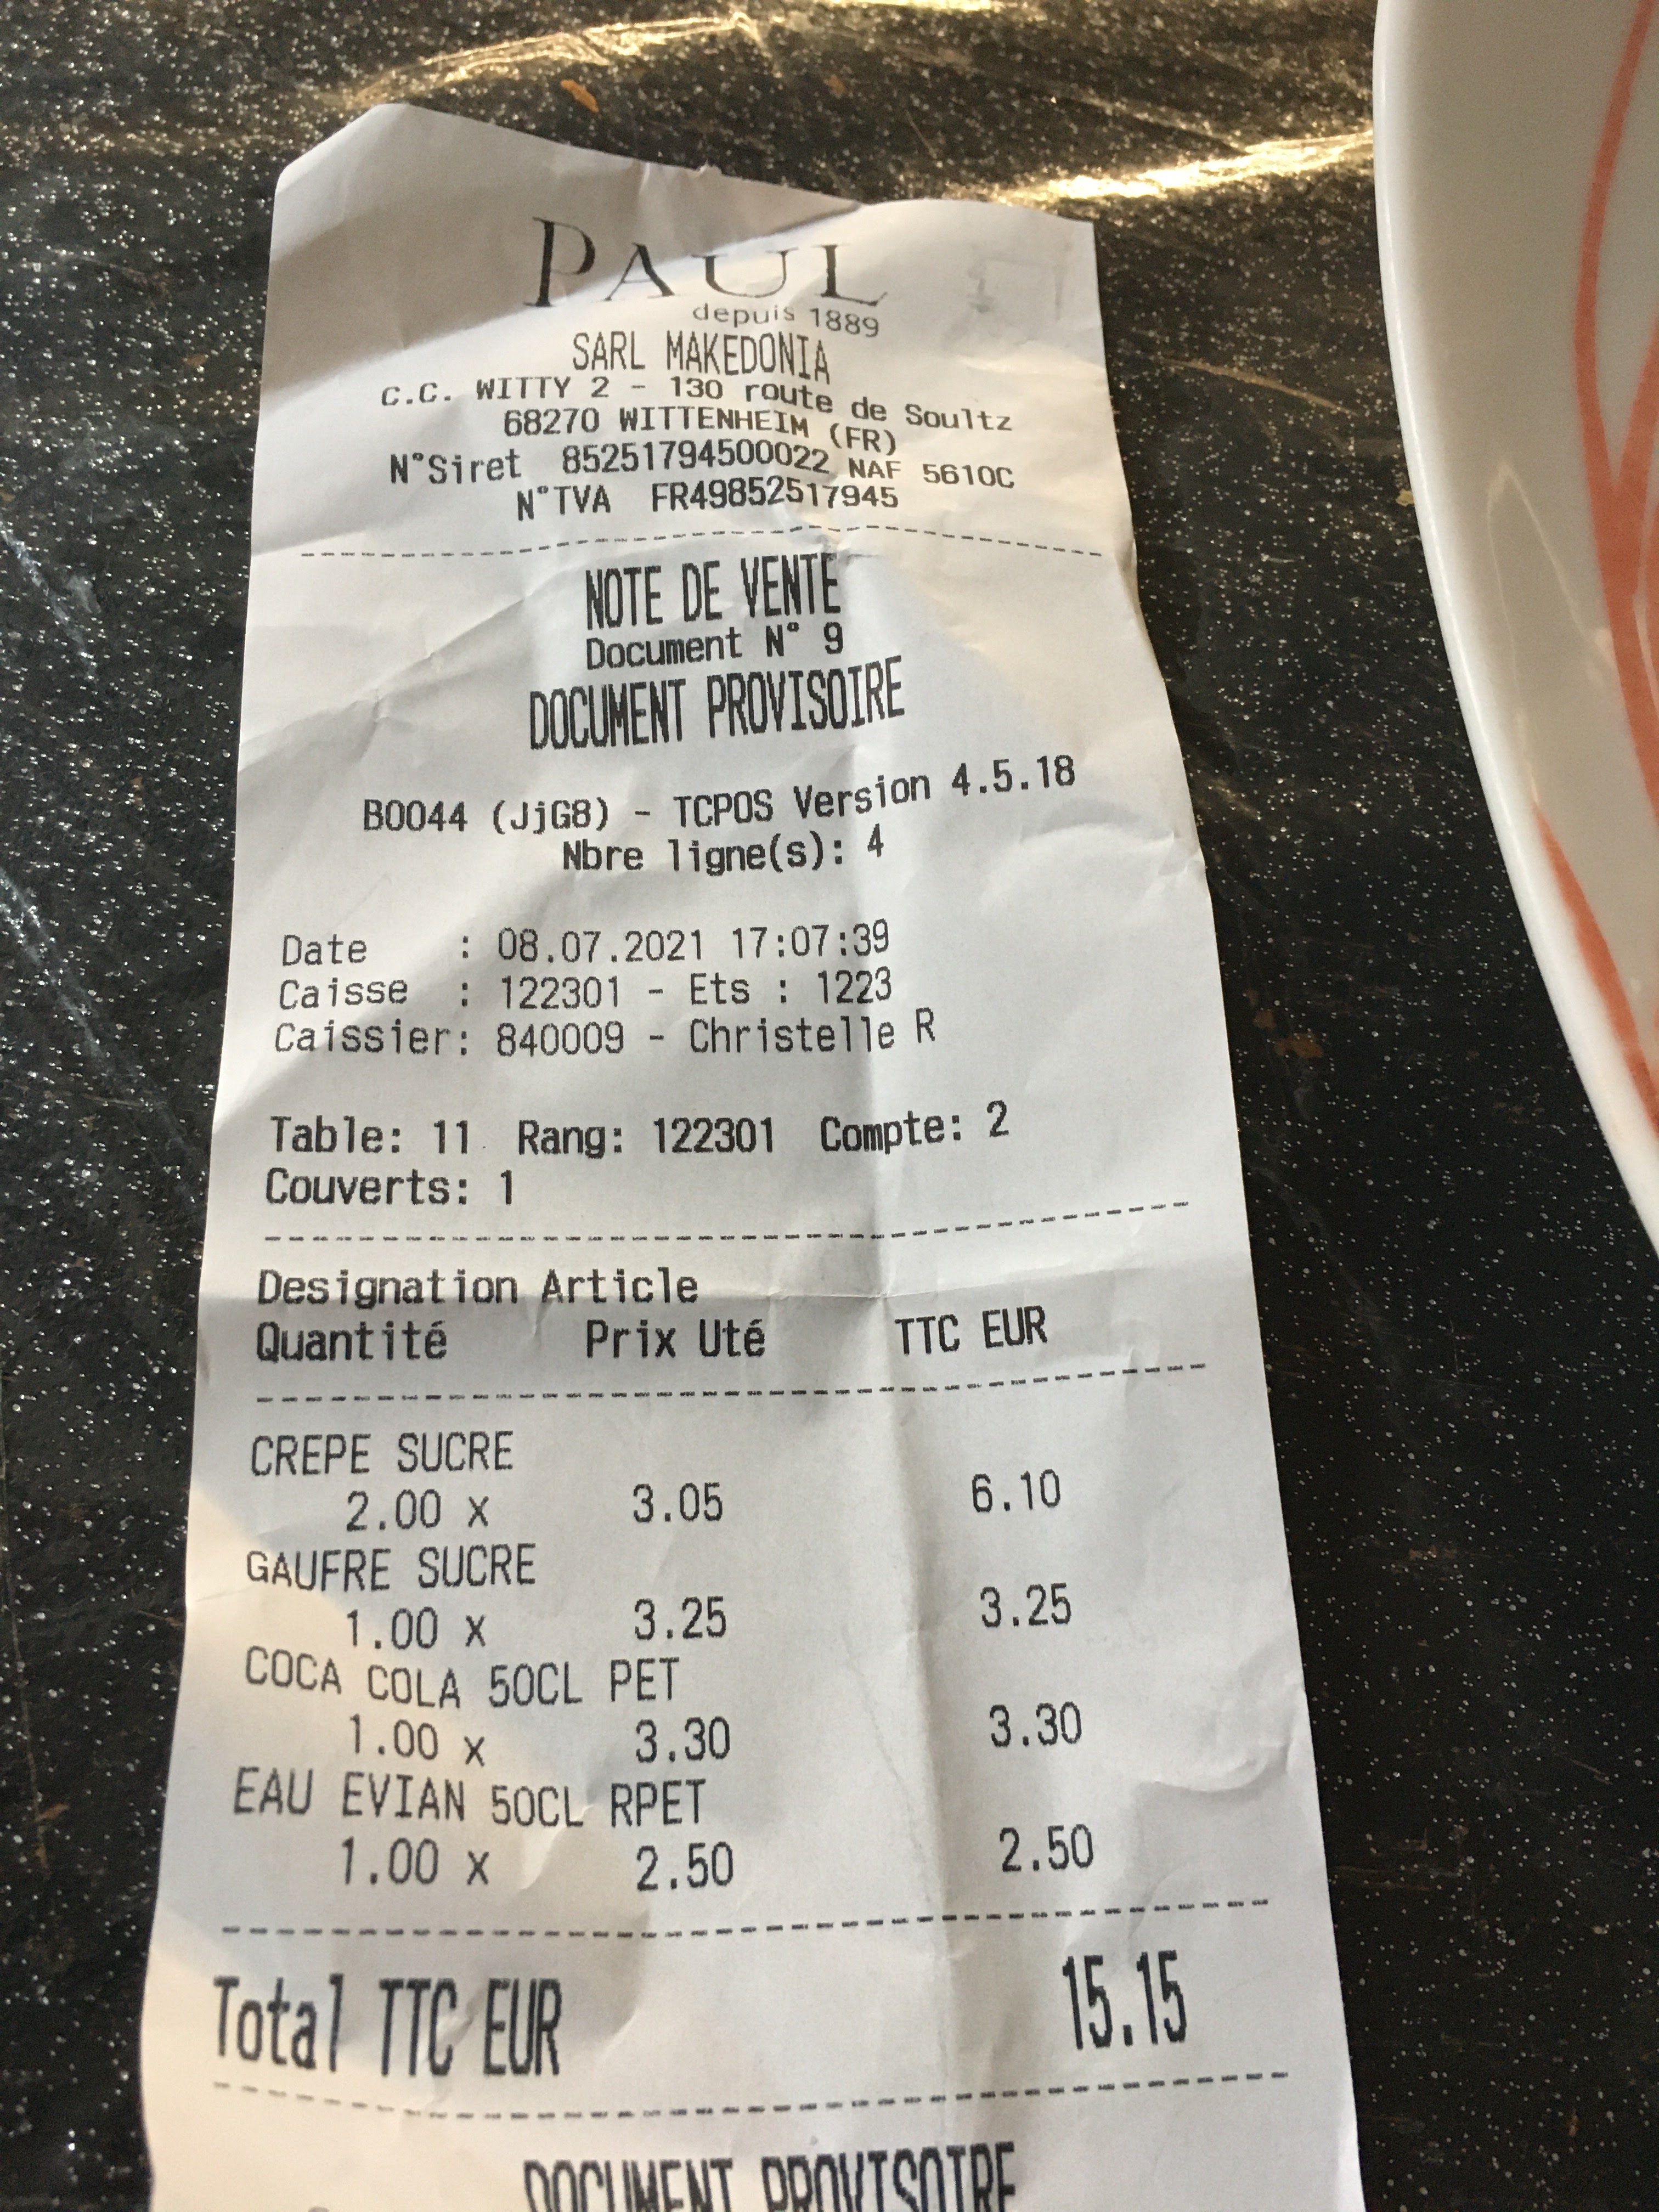 PAUL
depuis 1889
SARL MAKEDONIA
C.C. WITTY 2 - 130 route de Soultz
68270 WITTENHEIM (FR)
N°Siret 85251794500022 NAF 5610C
N°TVA FR49852517945
NOTE DE VENTE
Document N° 9
DOCUMENT PROVISOIRE
B0044 (JjG8) - TCPOS Version 4.5.18
Nbre ligne(s): 4
Date : 08.07.2021 17:07:39
Caisse : 122301 - Ets : 1223
Caissier: 840009 - Christelle R
Table: 11 Rang: 122301 Compte: 2
Couverts: 1
Designation Article
Quantité Prix Uté TTC EUR
CREPE SUCRE
2.00 x 3.05 6.10
GAUFRE SUCRE
1.00 x 3.25 3.25
COCA COLA 50CL PET
1.00 x 3.30 3.30
EAU EVIAN 50CL RPET
1.00 x 2.50 2.50
Total TTC EUR 15.15
DOCUMENT PROVISOIRE